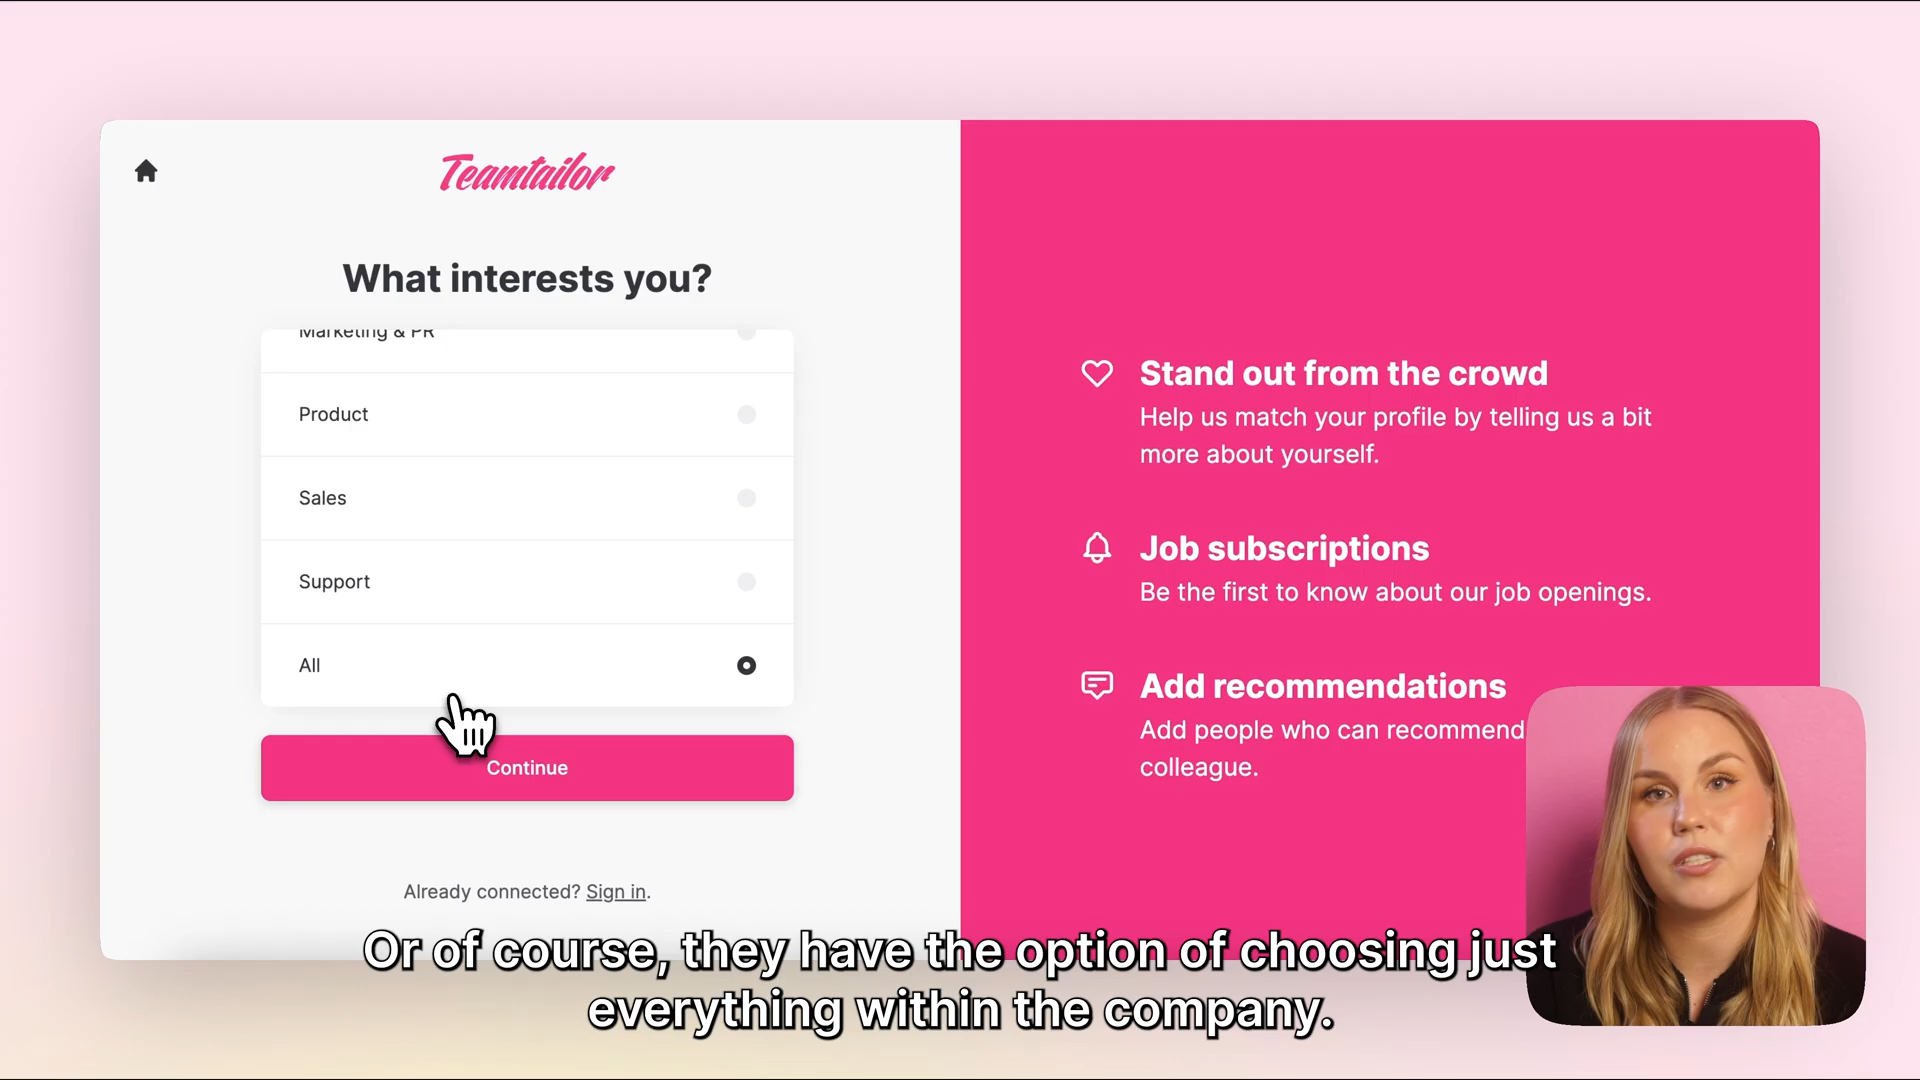 Teamtailor
What interests you?
Marketing & PR
Product
Sales
Support
All
Continue
Already connected? Sign in.
Stand out from the crowd
Help us match your profile by telling us a bit
more about yourself.
Job subscriptions
Be the first to know about our job openings.
Add recommendations
Add people who can recommend
colleague.
Or of course, they have the option of choosing just
everything within the company.